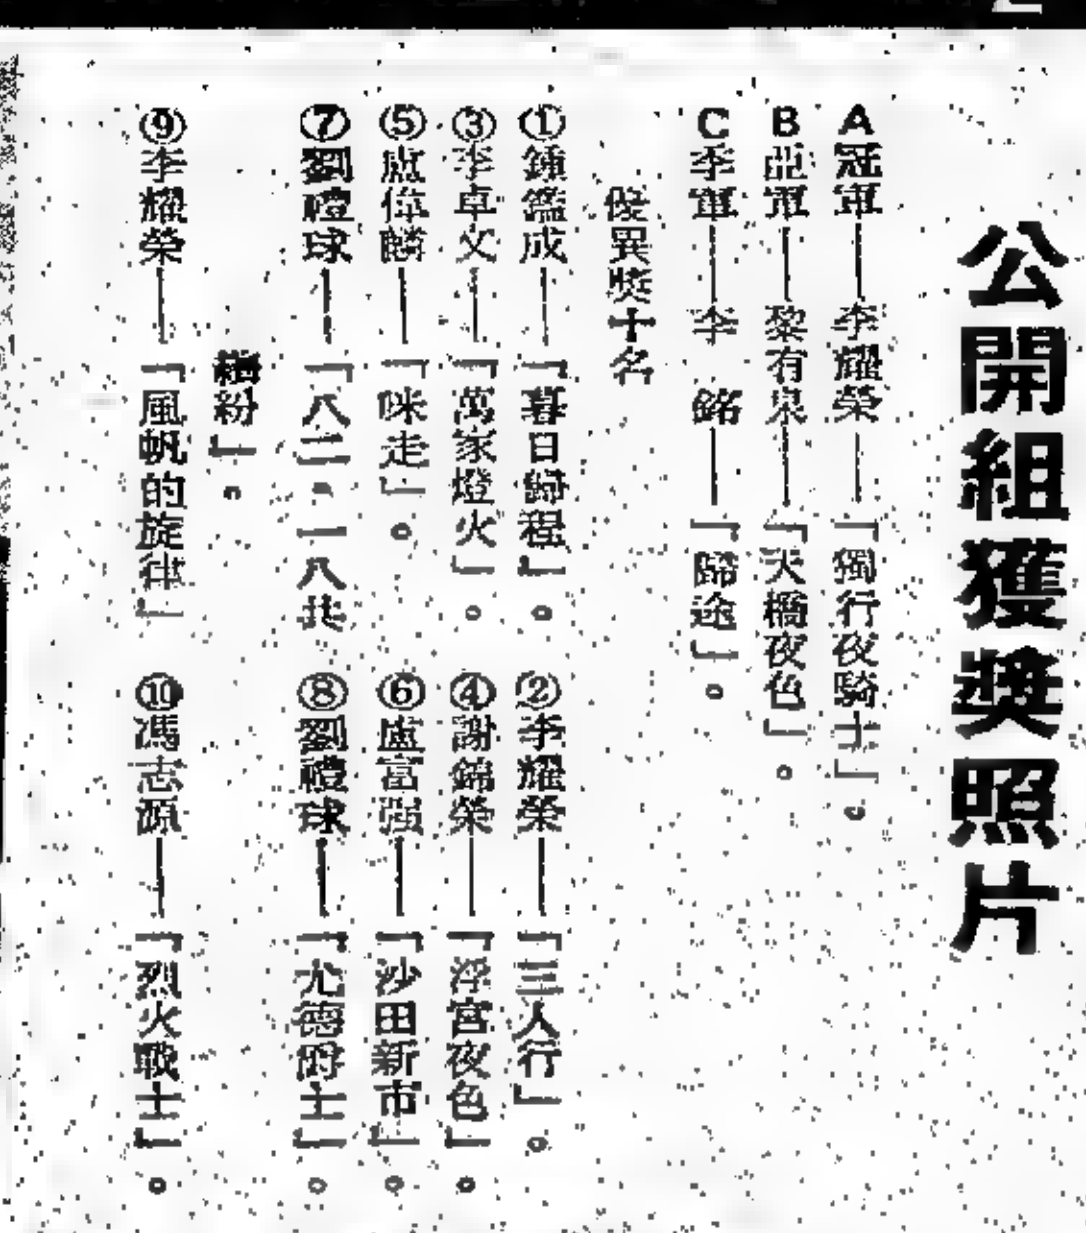 公開組獲獎照片
A冠軍——李耀榮——「獨行夜騎士」。
B亞軍——黎有泉——「大橋夜色」。
C季軍——李 銘——「歸途」。
優異獎十名
①鍾鑑成——「暮日歸程」。 ②李耀榮——「三人行」。
③李卓文——「萬家燈火」。 ④謝錦榮——「浮宮夜色」。
⑤盧偉麟——「咪走」。 ⑥盧富强——「沙田新市」。
⑦劉禮球——「八二·一八共
繽紛」。
⑧劉禮球——「尤德爵士」。
⑨李耀榮——「風帆的旋律」 ⑩馮志源——「烈火戰士」。